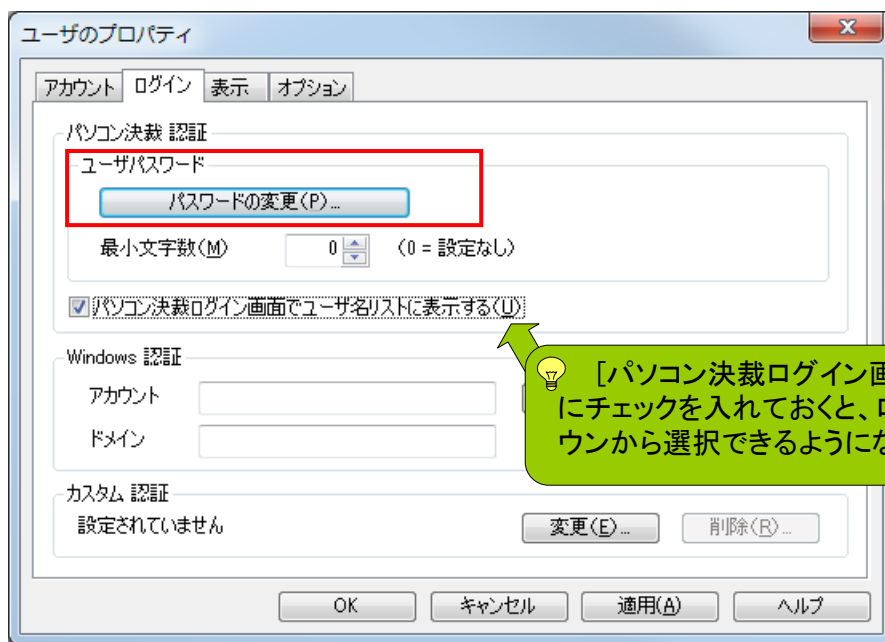 ユーザのプロパティ
アカウント ログイン 表示 オプション
パソコン決裁 認証
ユーザパスワード
パスワードの変更(P)...
最小文字数(M) 0 (0 = 設定なし)
パソコン決裁ログイン画面でユーザ名リストに表示する(U)
Windows 認証
アカウント
ドメイン
[パソコン決裁ログイン画
にチェックを入れておくと、
ウンから選択できるようにな
カスタム 認証
設定されていません
変更(E)... 削除(R)...
OK キャンセル 適用(A) ヘルプ